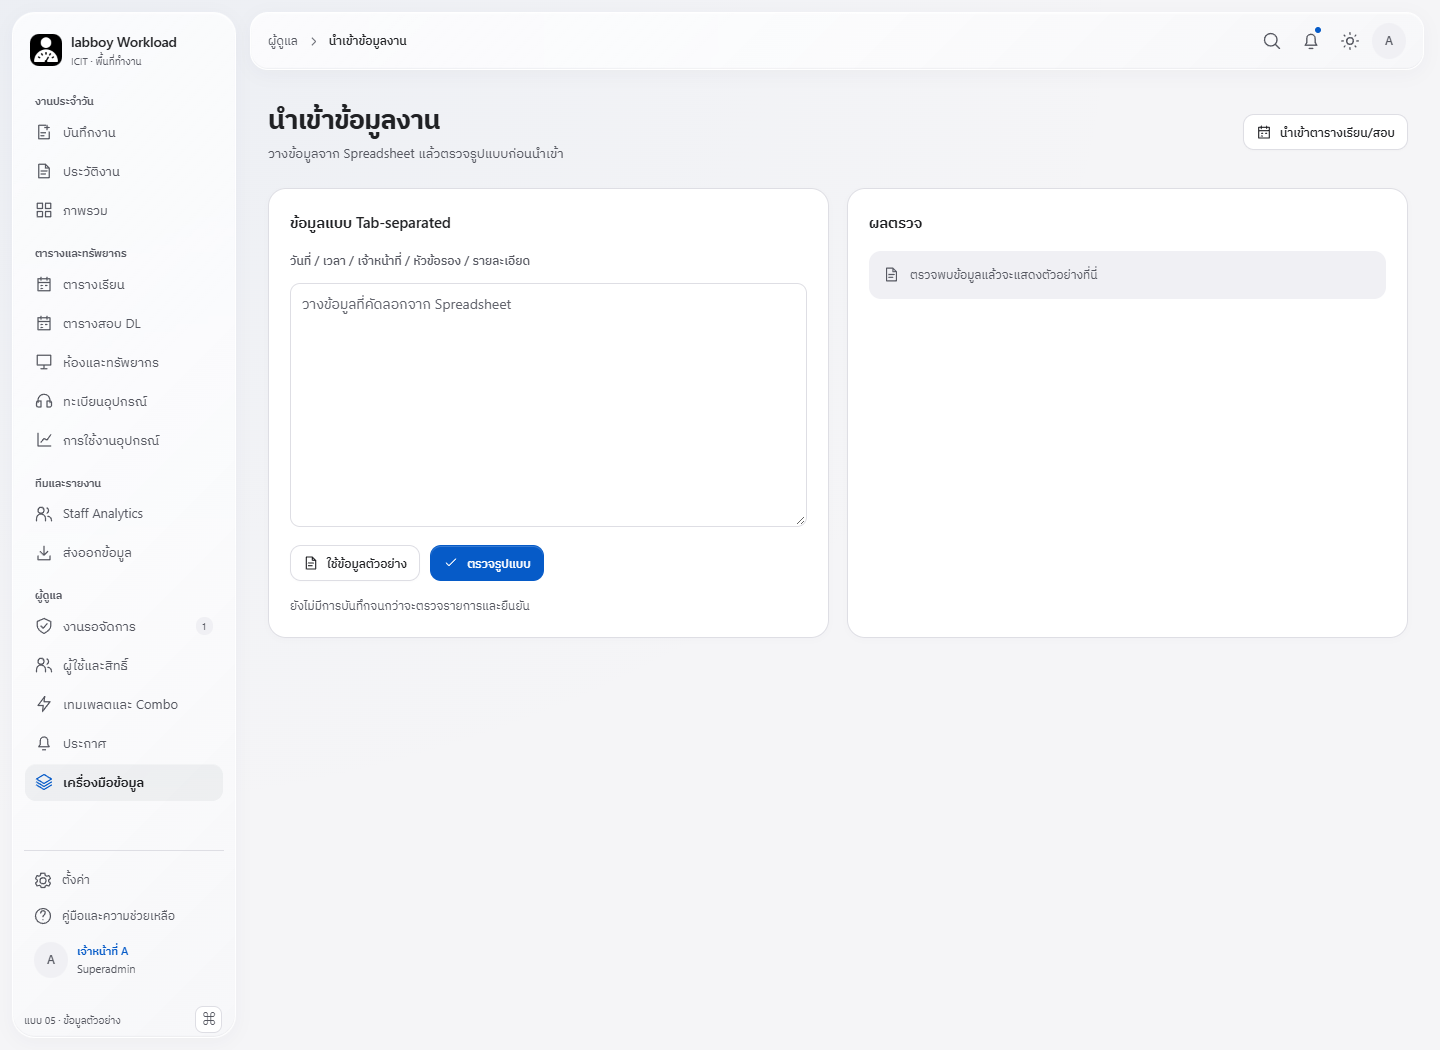 labboy Workload
ICIT · พื้นที่ทำงาน
งานประจำวัน
บันทึกงาน
ประวัติงาน
ภาพรวม
ตารางและทรัพยากร
ตารางเรียน
ตารางสอบ DL
ห้องและทรัพยากร
ทะเบียนอุปกรณ์
การใช้งานอุปกรณ์
ทีมและรายงาน
Staff Analytics
ส่งออกข้อมูล
ผู้ดูแล
งานรอจัดการ 1
ผู้ใช้และสิทธิ์
เทมเพลตและ Combo
ประกาศ
เครื่องมือข้อมูล
ตั้งค่า
คู่มือและความช่วยเหลือ
A
เจ้าหน้าที่ A
Superadmin
แบบ 05 · ข้อมูลตัวอย่าง ⌘
ผู้ดูแล > นำเข้าข้อมูลงาน
A
นำเข้าข้อมูลงาน
วางข้อมูลจาก Spreadsheet แล้วตรวจรูปแบบก่อนนำเข้า
นำเข้าตารางเรียน/สอบ
ข้อมูลแบบ Tab-separated
วันที่ / เวลา / เจ้าหน้าที่ / หัวข้อรอง / รายละเอียด
วางข้อมูลที่คัดลอกจาก Spreadsheet
ใช้ข้อมูลตัวอย่าง
ตรวจรูปแบบ
ยังไม่มีการบันทึกจนกว่าจะตรวจรายการและยืนยัน
ผลตรวจ
ตรวจพบข้อมูลแล้วจะแสดงตัวอย่างที่นี่